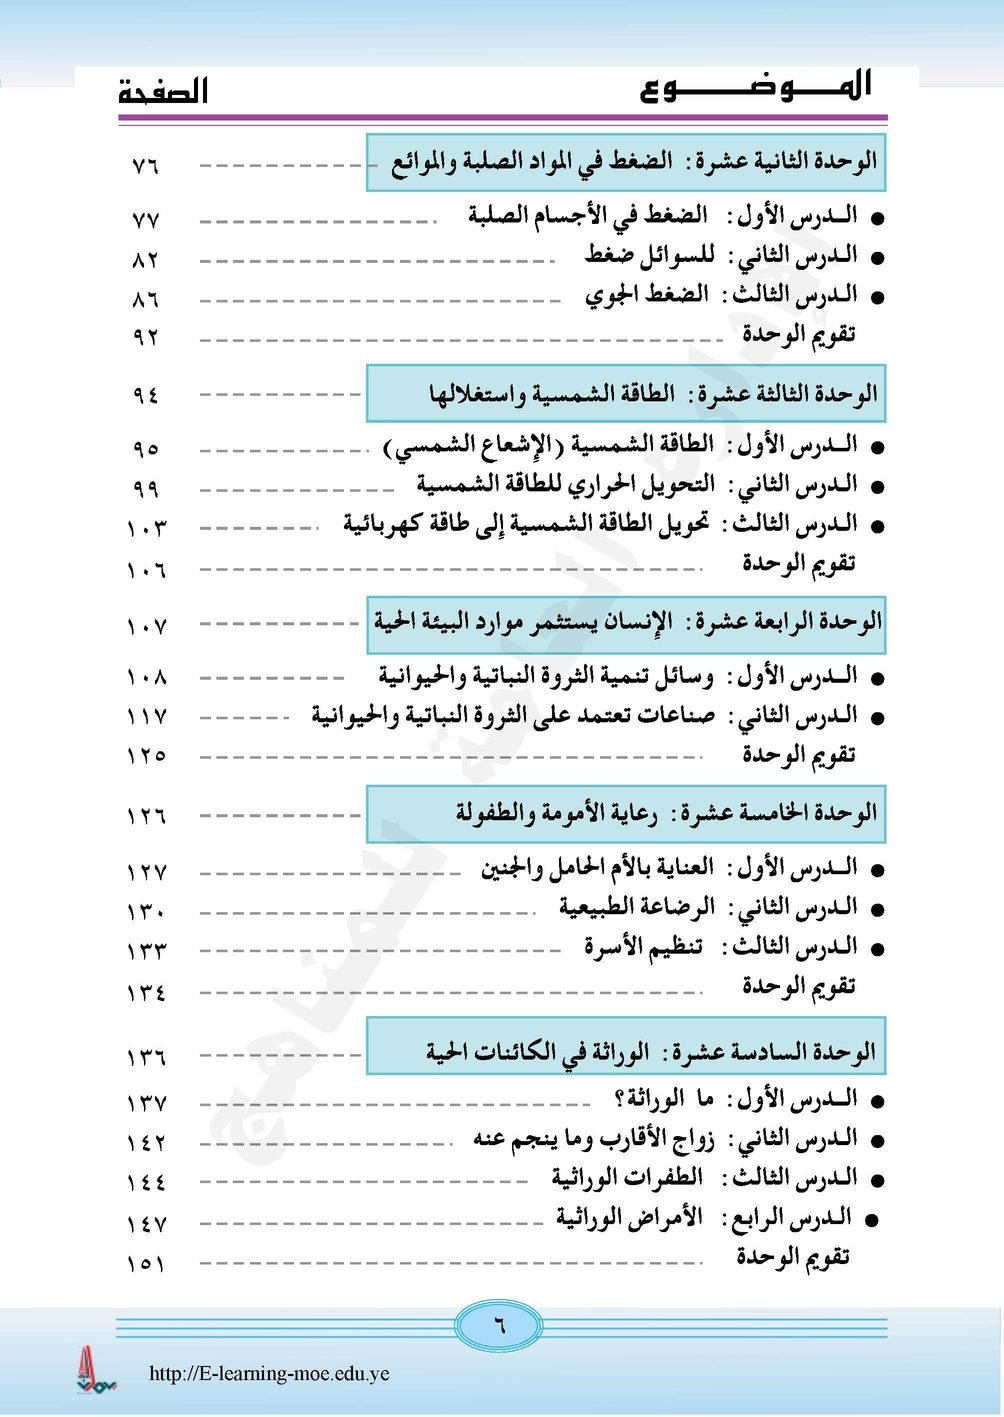 الموضوع الصفحة
الوحدة الثانية عشرة: الضغط في المواد الصلبة والموائع ٧٦
● الدرس الأول: الضغط في الأجسام الصلبة ٧٧
● الدرس الثاني: للسوائل ضغط ٨٢
● الدرس الثالث: الضغط الجوي ٨٦
تقويم الوحدة ٩٢
الوحدة الثالثة عشرة: الطاقة الشمسية واستغلالها ٩٤
● الدرس الأول: الطاقة الشمسية (الإشعاع الشمسي) ٩٥
● الدرس الثاني: التحويل الحراري للطاقة الشمسية ٩٩
● الدرس الثالث: تحويل الطاقة الشمسية إلى طاقة كهربائية ١٠٣
تقويم الوحدة ١٠٦
الوحدة الرابعة عشرة: الإنسان يستثمر موارد البيئة الحية ١٠٧
● الدرس الأول: وسائل تنمية الثروة النباتية والحيوانية ١٠٨
● الدرس الثاني: صناعات تعتمد على الثروة النباتية والحيوانية ١١٧
تقويم الوحدة ١٢٥
الوحدة الخامسة عشرة: رعاية الأمومة والطفولة ١٢٦
● الدرس الأول: العناية بالأم الحامل والجنين ١٢٧
● الدرس الثاني: الرضاعة الطبيعية ١٣٠
● الدرس الثالث: تنظيم الأسرة ١٣٣
تقويم الوحدة ١٣٤
الوحدة السادسة عشرة: الوراثة في الكائنات الحية ١٣٦
● الدرس الأول: ما الوراثة؟ ١٣٧
● الدرس الثاني: زواج الأقارب وما ينجم عنه ١٤٢
● الدرس الثالث: الطفرات الوراثية ١٤٤
● الدرس الرابع: الأمراض الوراثية ١٤٧
تقويم الوحدة ١٥١
الإدارة العامة للمناهج
٦
http://E-learning-moe.edu.ye